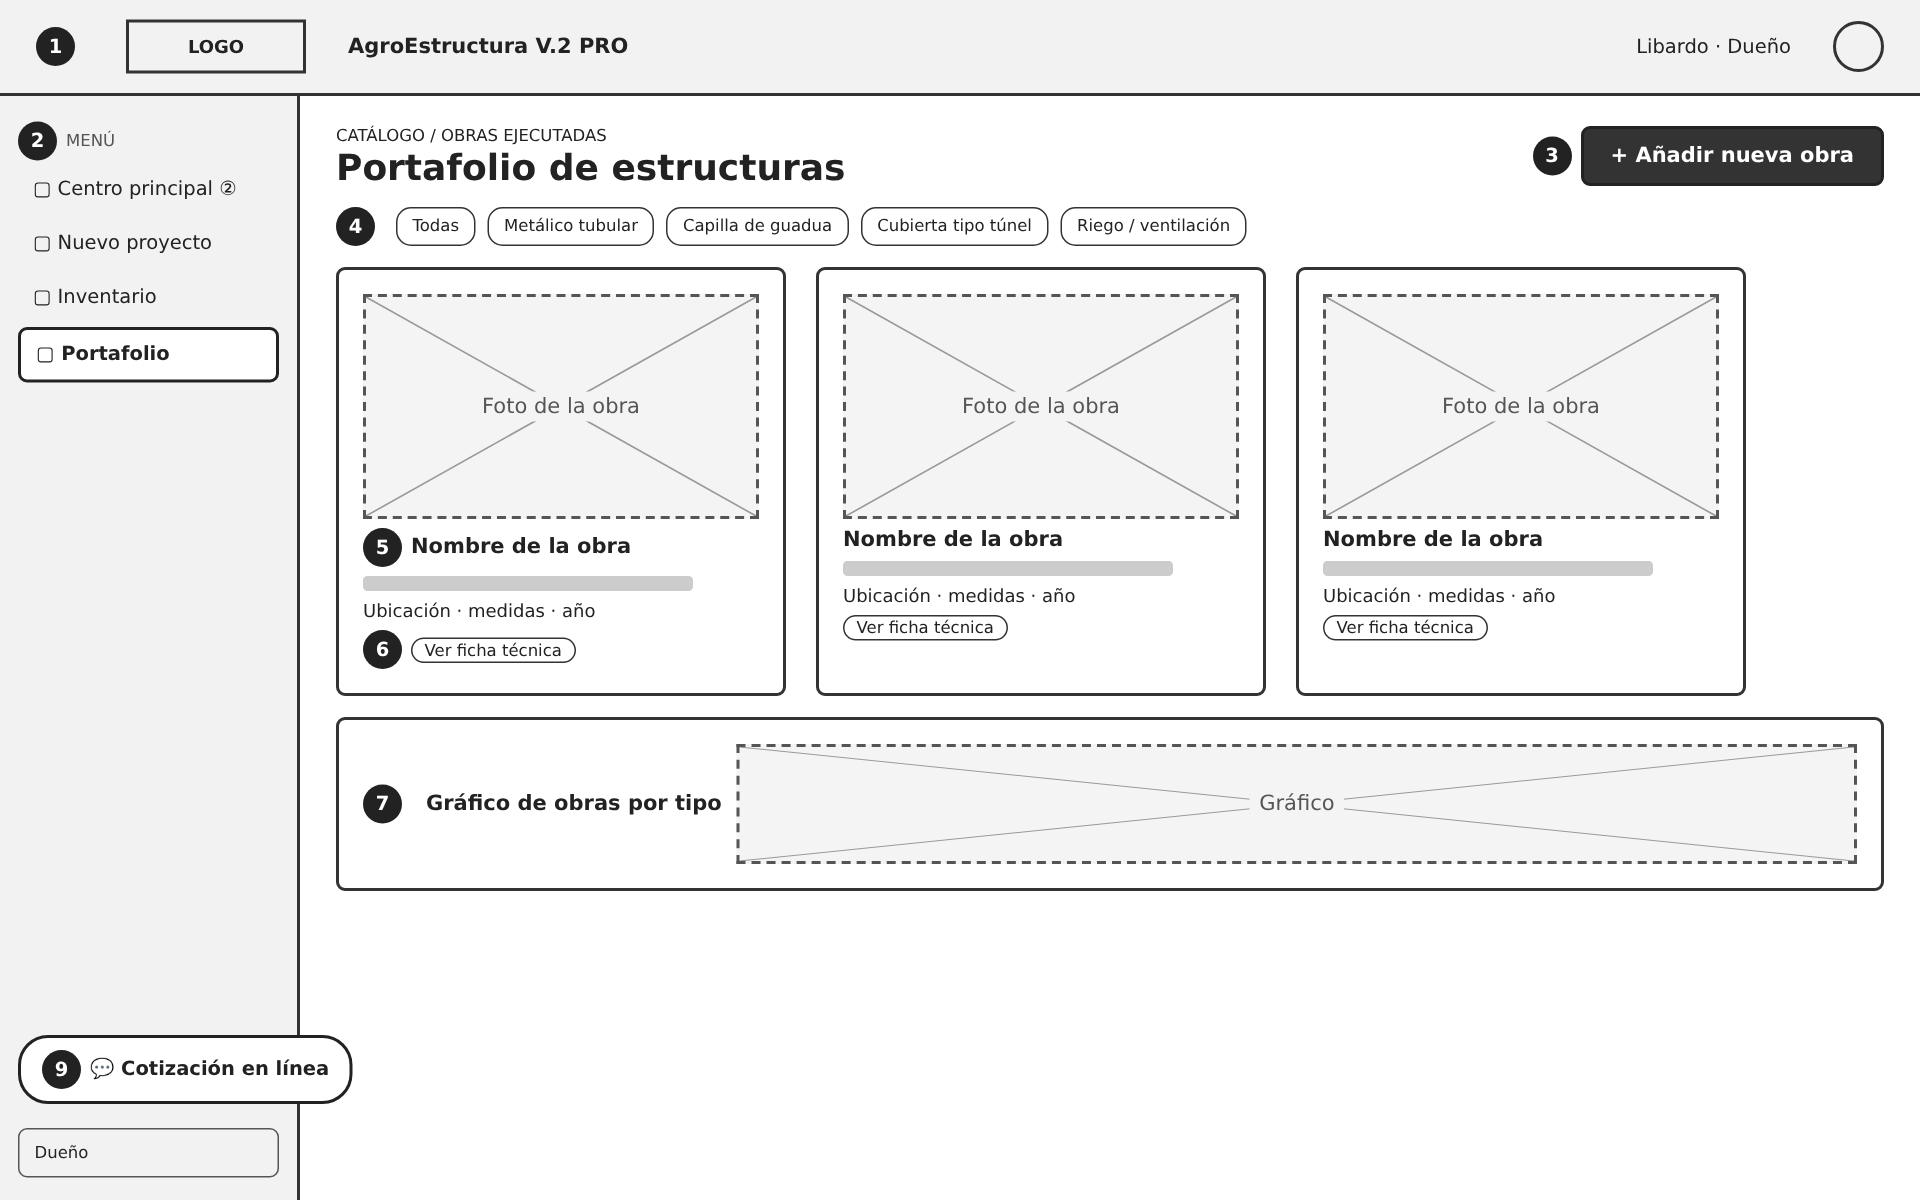 1 LOGO AgroEstructura V.2 PRO Libardo · Dueño
2 MENÚ
▢ Centro principal ②
▢ Nuevo proyecto
▢ Inventario
▢ Portafolio
9 💬 Cotización en línea
Dueño
CATÁLOGO / OBRAS EJECUTADAS
Portafolio de estructuras
3 + Añadir nueva obra
4 Todas Metálico tubular Capilla de guadua Cubierta tipo túnel Riego / ventilación
Foto de la obra
5 Nombre de la obra
Ubicación · medidas · año
6 Ver ficha técnica
Foto de la obra
Nombre de la obra
Ubicación · medidas · año
Ver ficha técnica
Foto de la obra
Nombre de la obra
Ubicación · medidas · año
Ver ficha técnica
7 Gráfico de obras por tipo Gráfico